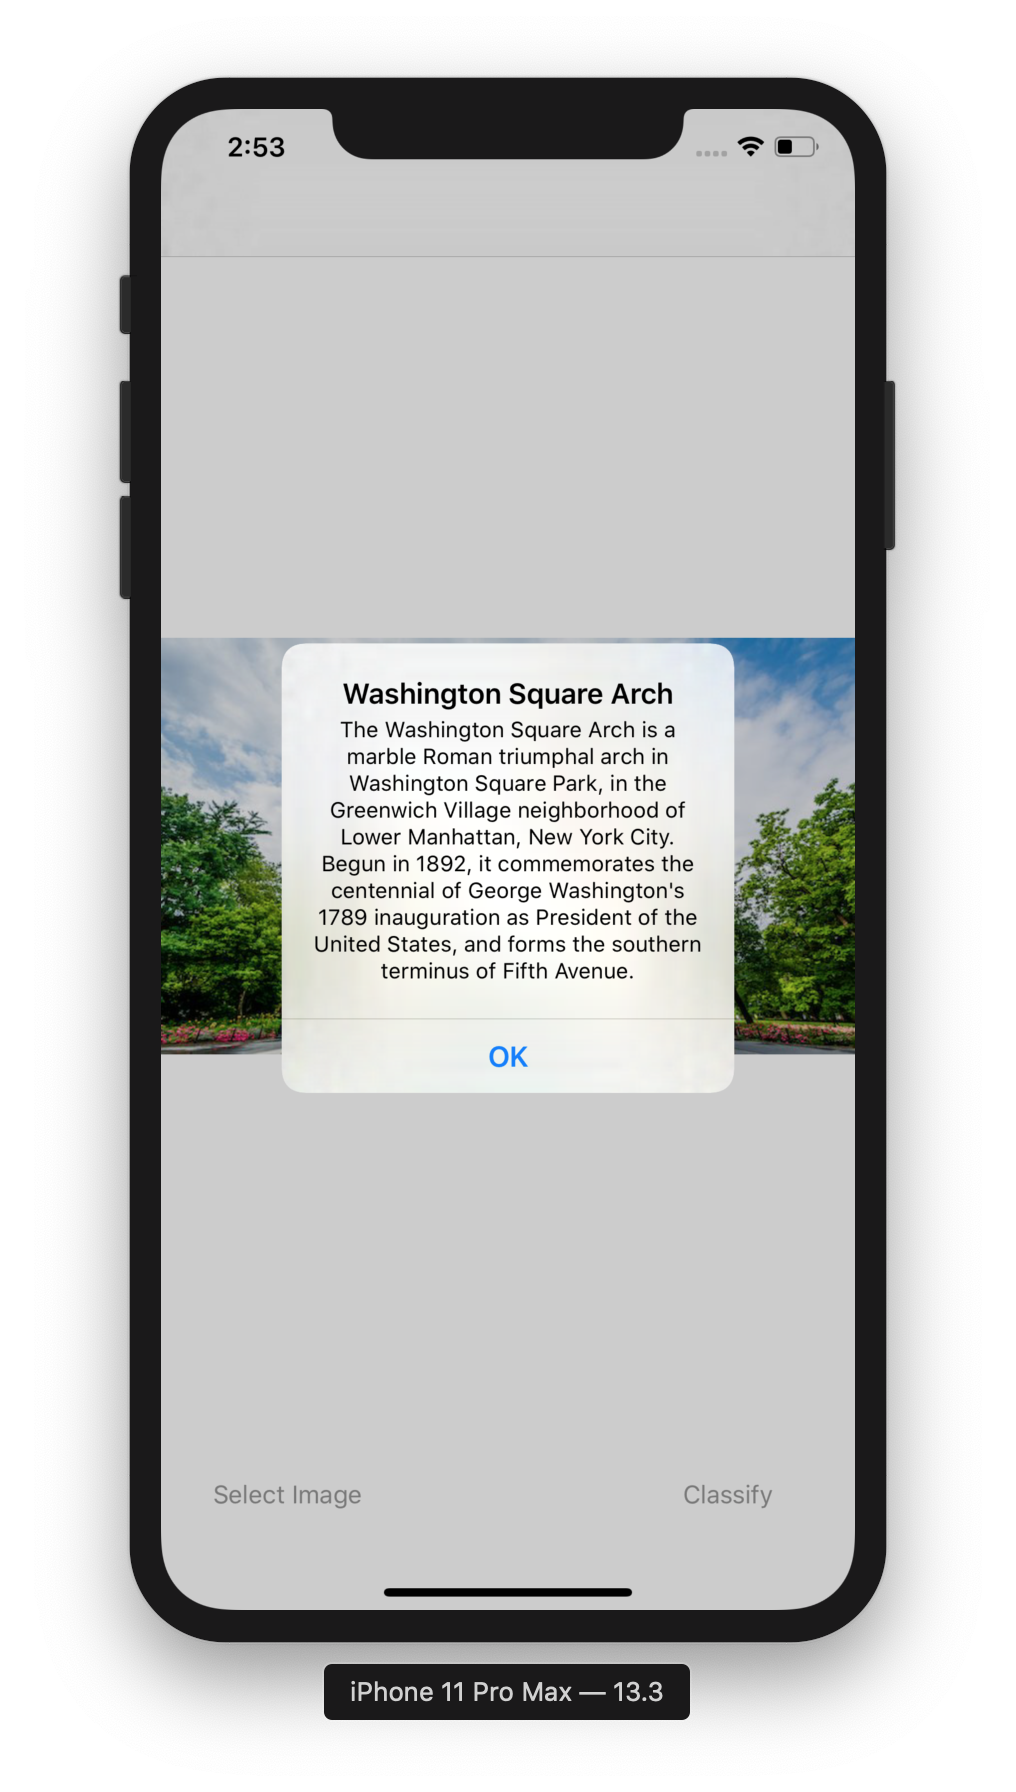 2:53
Washington Square Arch
The Washington Square Arch is a
marble Roman triumphal arch in
Washington Square Park, in the
Greenwich Village neighborhood of
Lower Manhattan, New York City.
Begun in 1892, it commemorates the
centennial of George Washington's
1789 inauguration as President of the
United States, and forms the southern
terminus of Fifth Avenue.
OK
Select Image
Classify
iPhone 11 Pro Max — 13.3